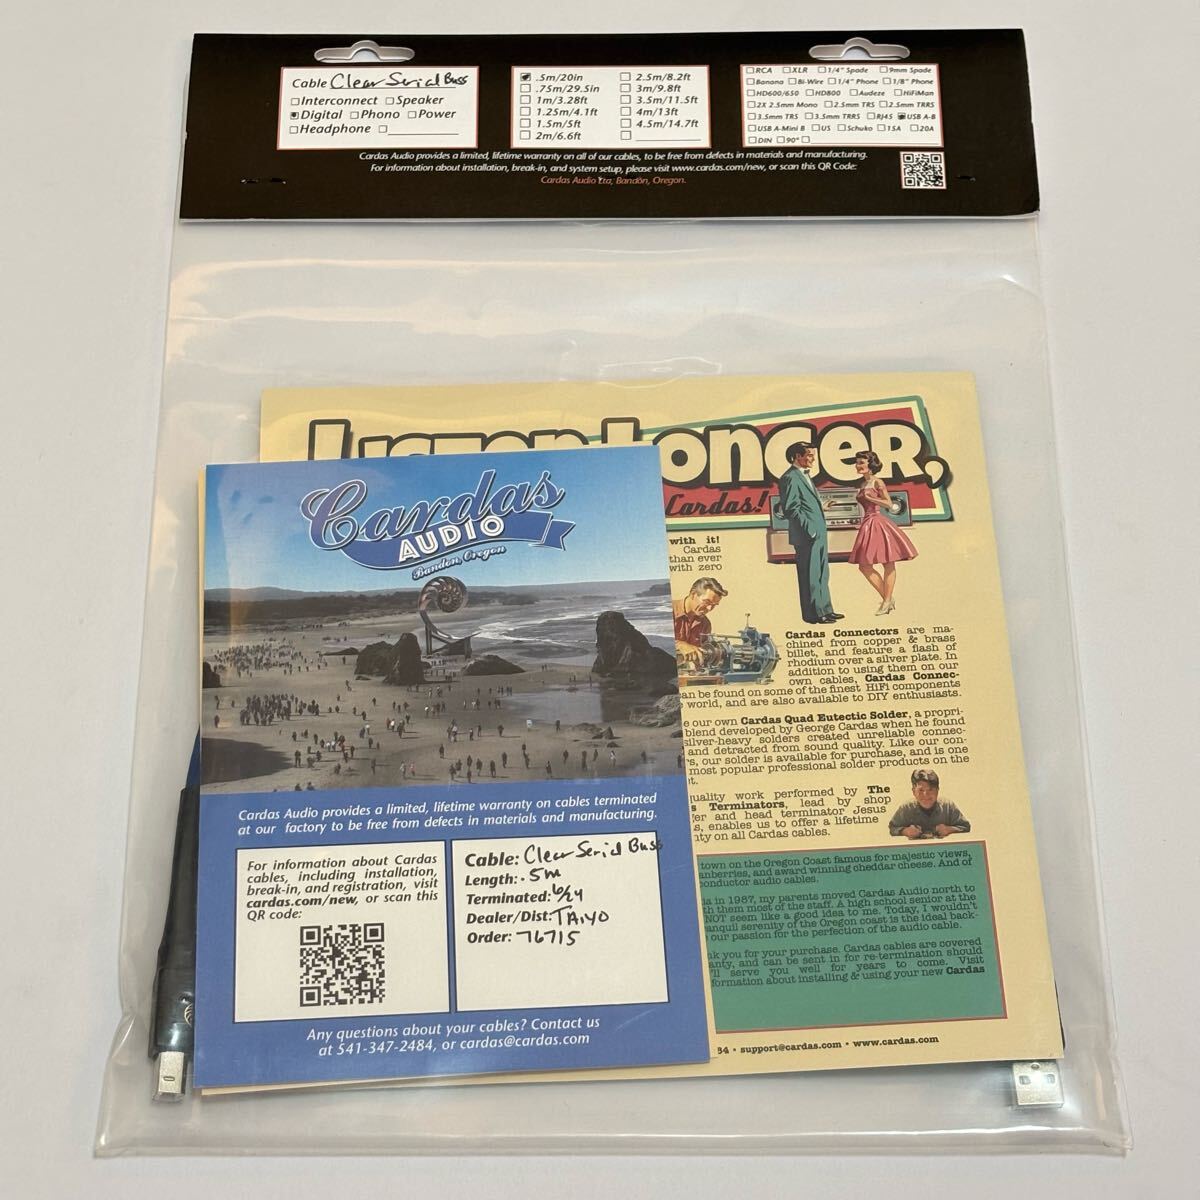 Cable Clear Serial Buss
☐Interconnect ☐Speaker
☑Digital ☐Phono ☐Power
☐Headphone ☐
☑ .5m/20in
☐ .75m/29.5in
☐ 1m/3.28ft
☐ 1.25m/4.1ft
☐ 1.5m/5ft
☐ 2m/6.6ft
☐ 2.5m/8.2ft
☐ 3m/9.8ft
☐ 3.5m/11.5ft
☐ 4m/13ft
☐ 4.5m/14.7ft
☐
☐RCA ☐XLR ☐1/4" Spade ☐9mm Spade
☐Banana ☐Bi-Wire ☐1/4" Phone ☐1/8" Phone
☐HD600/650 ☐HD800 ☐Audeze ☐HiFiMan
☐2X 2.5mm Mono ☐2.5mm TRS ☐2.5mm TRRS
☐3.5mm TRS ☐3.5mm TRRS ☐RJ45 ☑USB A-B
☐USB A-Mini B ☐US ☐Schuko ☐15A ☐20A
☐DIN ☐90° ☐
Cardas Audio provides a limited, lifetime warranty on all of our cables, to be free from defects in materials and manufacturing.
For information about installation, break-in, and system setup, please visit www.cardas.com/new, or scan this QR Code:
Cardas Audio Ltd, Bandon, Oregon.
Listen Longer,
Cardas!
with it!
Cardas
than ever
with zero
Cardas Connectors are ma-
chined from copper & brass
billet, and feature a flash of
rhodium over a silver plate. In
addition to using them on our
own cables, Cardas Connec-
can be found on some of the finest HiFi components
world, and are also available to DIY enthusiasts.
e our own Cardas Quad Eutectic Solder, a propri-
blend developed by George Cardas when he found
silver-heavy solders created unreliable connec-
and detracted from sound quality. Like our con-
rs, our solder is available for purchase, and is one
most popular professional solder products on the
t.
quality work performed by The
s Terminators, lead by shop
ger and head terminator Jesus
s, enables us to offer a lifetime
nty on all Cardas cables.
town on the Oregon Coast famous for majestic views,
anberries, and award winning cheddar cheese. And of
conductor audio cables.
ia in 1987, my parents moved Cardas Audio north to
th them most of the staff. A high school senior at the
NOT seem like a good idea to me. Today, I wouldn't
ranquil serenity of the Oregon coast is the ideal back-
our passion for the perfection of the audio cable.
nk you for your purchase. Cardas cables are covered
anty, and can be sent in for re-termination should
'll serve you well for years to come. Visit
formation about installing & using your new Cardas
84 • support@cardas.com • www.cardas.com
Cardas
AUDIO
Bandon, Oregon
Cardas Audio provides a limited, lifetime warranty on cables terminated
at our factory to be free from defects in materials and manufacturing.
For information about Cardas
cables, including installation,
break-in, and registration, visit
cardas.com/new, or scan this
QR code:
Cable: Clear Serial Buss
Length: .5m
Terminated: 6/24
Dealer/Dist: TAIYO
Order: 76715
Any questions about your cables? Contact us
at 541-347-2484, or cardas@cardas.com